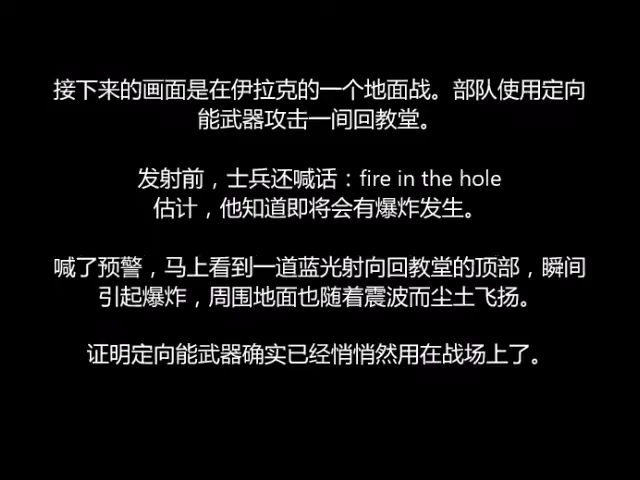 接下来的画面是在伊拉克的一个地面战。部队使用定向
能武器攻击一间回教堂。
发射前，士兵还喊话：fire in the hole
估计，他知道即将会有爆炸发生。
喊了预警，马上看到一道蓝光射向回教堂的顶部，瞬间
引起爆炸，周围地面也随着震波而尘土飞扬。
证明定向能武器确实已经悄悄然用在战场上了。